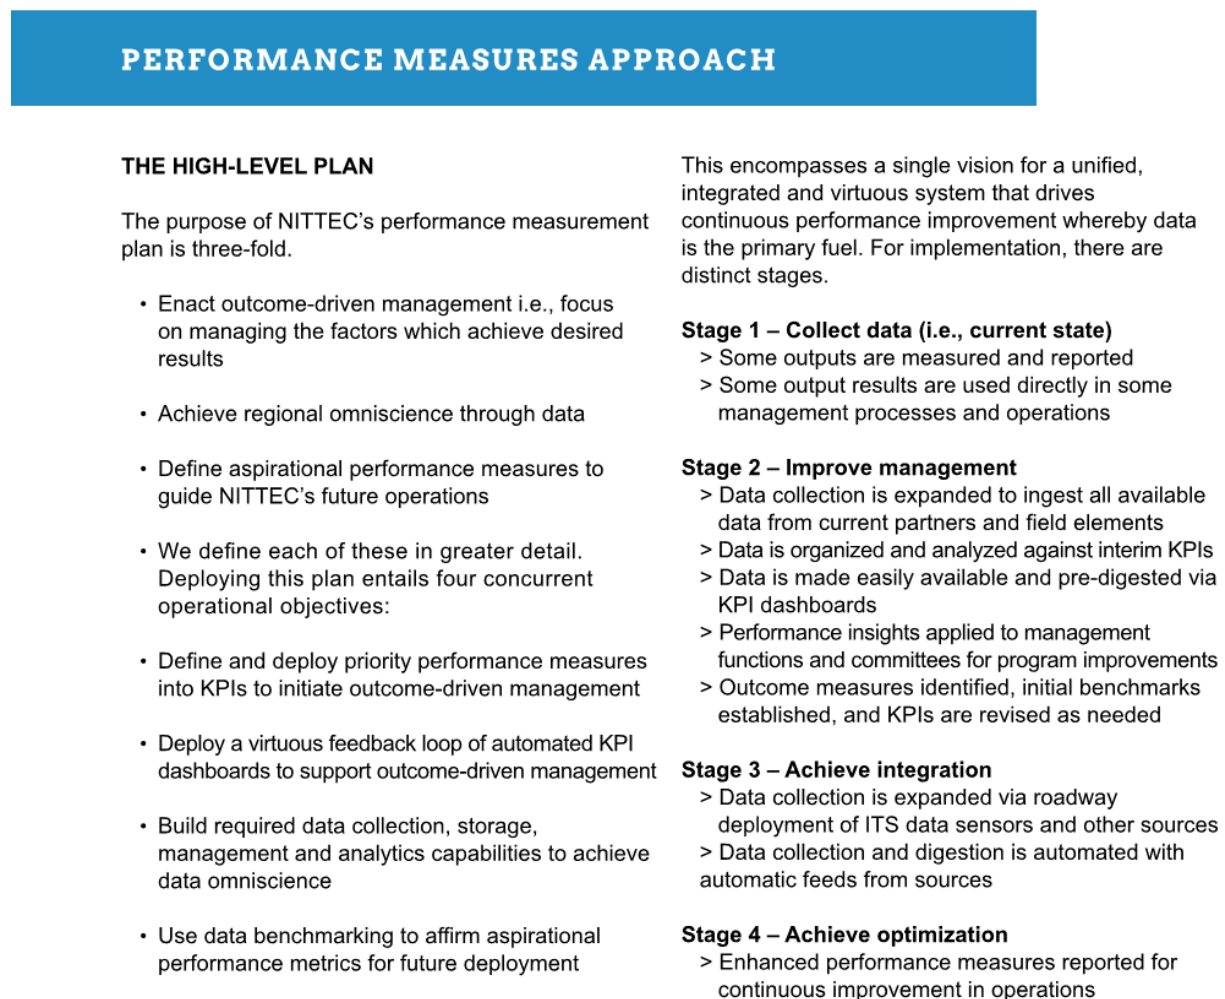 PERFORMANCE MEASURES APPROACH
THE HIGH-LEVEL PLAN
The purpose of NITTEC’s performance measurement
plan is three-fold.
• Enact outcome-driven management i.e., focus
on managing the factors which achieve desired
results
• Achieve regional omniscience through data
• Define aspirational performance measures to
guide NITTEC’s future operations
• We define each of these in greater detail.
Deploying this plan entails four concurrent
operational objectives:
• Define and deploy priority performance measures
into KPIs to initiate outcome-driven management
• Deploy a virtuous feedback loop of automated KPI
dashboards to support outcome-driven management
• Build required data collection, storage,
management and analytics capabilities to achieve
data omniscience
• Use data benchmarking to affirm aspirational
performance metrics for future deployment
This encompasses a single vision for a unified,
integrated and virtuous system that drives
continuous performance improvement whereby data
is the primary fuel. For implementation, there are
distinct stages.
Stage 1 – Collect data (i.e., current state)
> Some outputs are measured and reported
> Some output results are used directly in some
management processes and operations
Stage 2 – Improve management
> Data collection is expanded to ingest all available
data from current partners and field elements
> Data is organized and analyzed against interim KPIs
> Data is made easily available and pre-digested via
KPI dashboards
> Performance insights applied to management
functions and committees for program improvements
> Outcome measures identified, initial benchmarks
established, and KPIs are revised as needed
Stage 3 – Achieve integration
> Data collection is expanded via roadway
deployment of ITS data sensors and other sources
> Data collection and digestion is automated with
automatic feeds from sources
Stage 4 – Achieve optimization
> Enhanced performance measures reported for
continuous improvement in operations